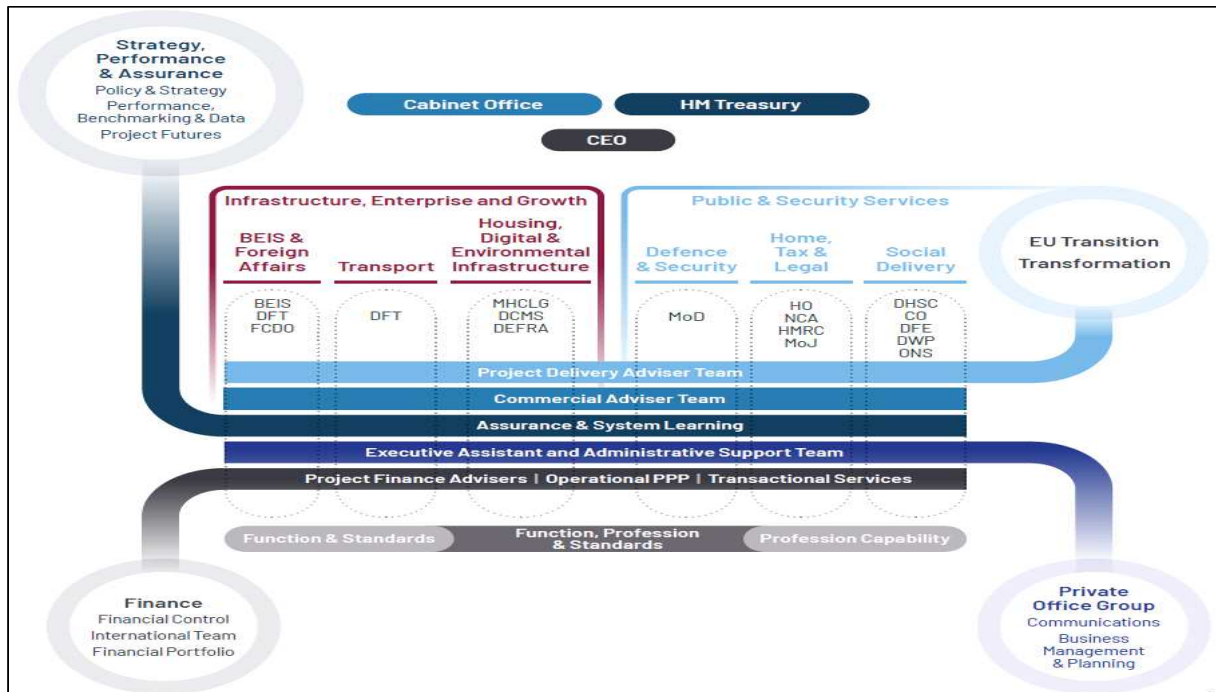 Strategy,
Performance
& Assurance
Policy & Strategy
Performance,
Benchmarking & Data
Project Futures
Cabinet Office
HM Treasury
CEO
Infrastructure, Enterprise and Growth
BEIS &
Foreign
Affairs
Transport
Housing,
Digital &
Environmental
Infrastructure
BEIS
DFT
FCDO
DFT
MHCLG
DCMS
DEFRA
Public & Security Services
Defence
& Security
Home,
Tax &
Legal
Social
Delivery
MoD
HO
NCA
HMRC
MoJ
DHSC
CO
DFE
DWP
ONS
EU Transition
Transformation
Project Delivery Adviser Team
Commercial Adviser Team
Assurance & System Learning
Executive Assistant and Administrative Support Team
Project Finance Advisers | Operational PPP | Transactional Services
Function & Standards
Function, Profession
& Standards
Profession Capability
Finance
Financial Control
International Team
Financial Portfolio
Private
Office Group
Communications
Business
Management
& Planning